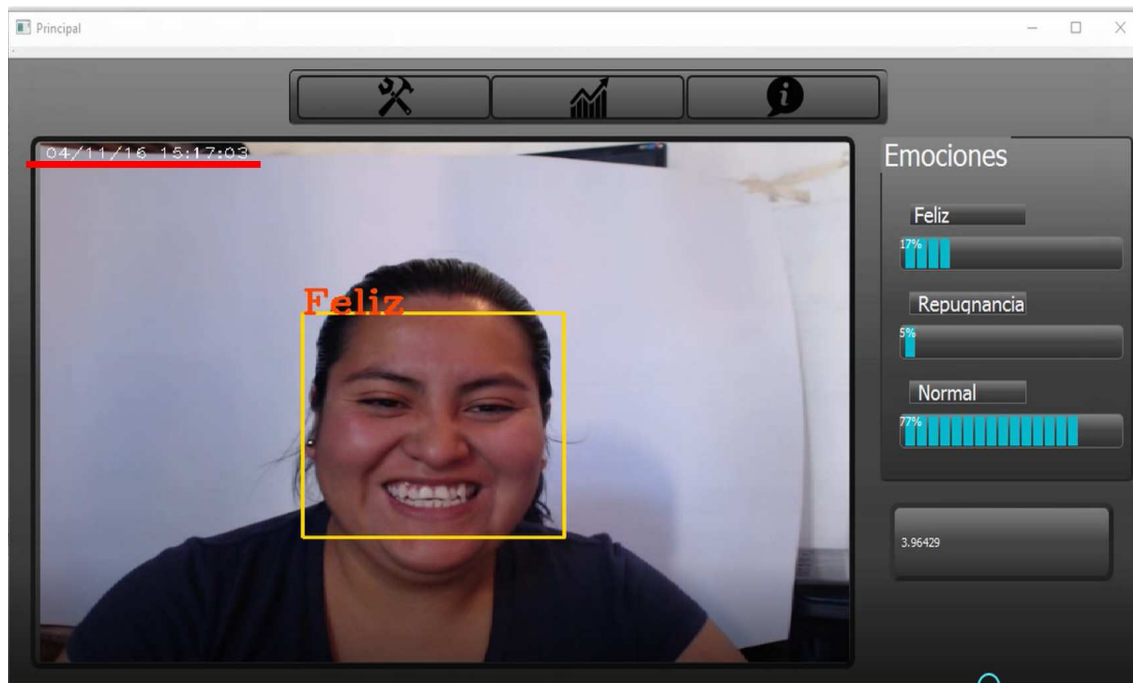 Principal
04/11/16 15:17:03
Emociones
Feliz
17%
Feliz
Repugnancia
5%
Normal
77%
3.96429